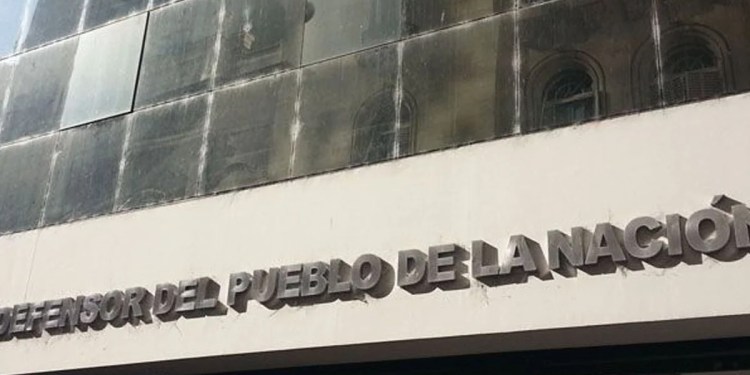 DEFENSOR DEL PUEBLO DE LA NACIÓN